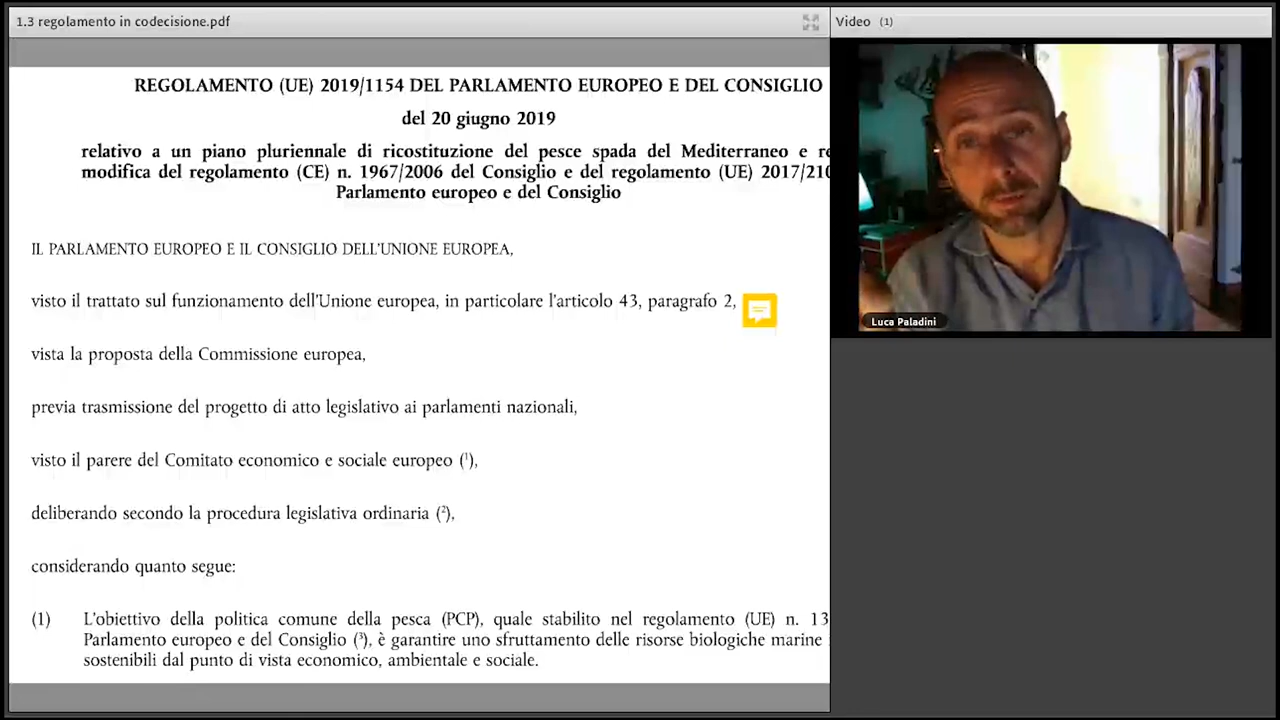 1.3 regolamento in codecisione.pdf
Video (1)
REGOLAMENTO (UE) 2019/1154 DEL PARLAMENTO EUROPEO E DEL CONSIGLIO
del 20 giugno 2019
relativo a un piano pluriennale di ricostituzione del pesce spada del Mediterraneo e re
modifica del regolamento (CE) n. 1967/2006 del Consiglio e del regolamento (UE) 2017/210
Parlamento europeo e del Consiglio
IL PARLAMENTO EUROPEO E IL CONSIGLIO DELL'UNIONE EUROPEA,
visto il trattato sul funzionamento dell'Unione europea, in particolare l'articolo 43, paragrafo 2,
vista la proposta della Commissione europea,
previa trasmissione del progetto di atto legislativo ai parlamenti nazionali,
visto il parere del Comitato economico e sociale europeo (¹),
deliberando secondo la procedura legislativa ordinaria (²),
considerando quanto segue:
(1) L'obiettivo della politica comune della pesca (PCP), quale stabilito nel regolamento (UE) n. 13
Parlamento europeo e del Consiglio (³), è garantire uno sfruttamento delle risorse biologiche marine
sostenibili dal punto di vista economico, ambientale e sociale.
Luca Paladini